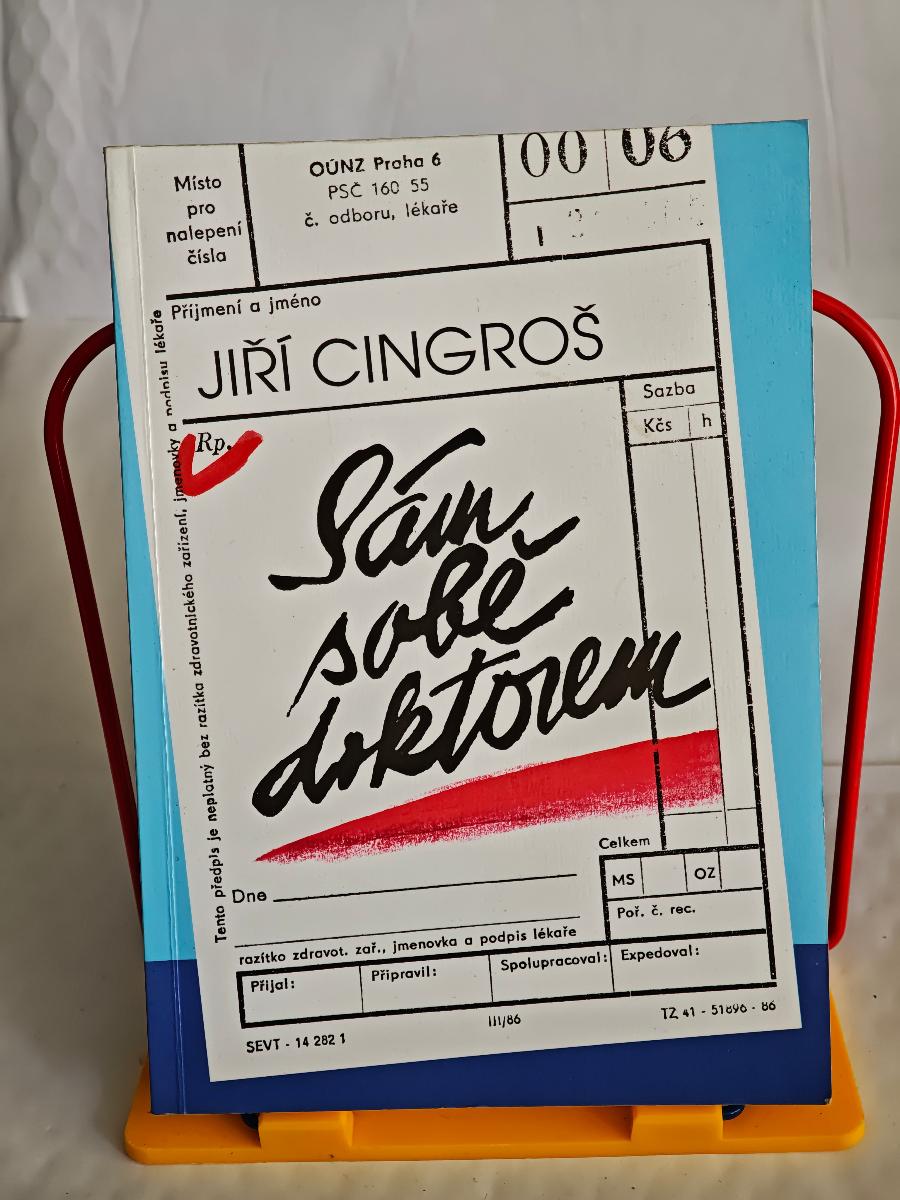 Místo
pro
nalepení
čísla
OÚNZ Praha 6
PSČ 160 55
č. odboru, lékaře
00 06
Příjmení a jméno
JIŘÍ CINGROŠ
Sazba
Kčs h
Rp.
Sám
sobě
doktorem
Tento předpis je neplatný bez razítka zdravotnického zařízení, jmenovky a podpisu lékaře
Celkem
MS OZ
Poř. č. rec.
Dne
razítko zdravot. zař., jmenovka a podpis lékaře
Přijal: Připravil: Spolupracoval: Expedoval:
SEVT - 14 282 1 III/86 TZ 41 - 51896 - 86